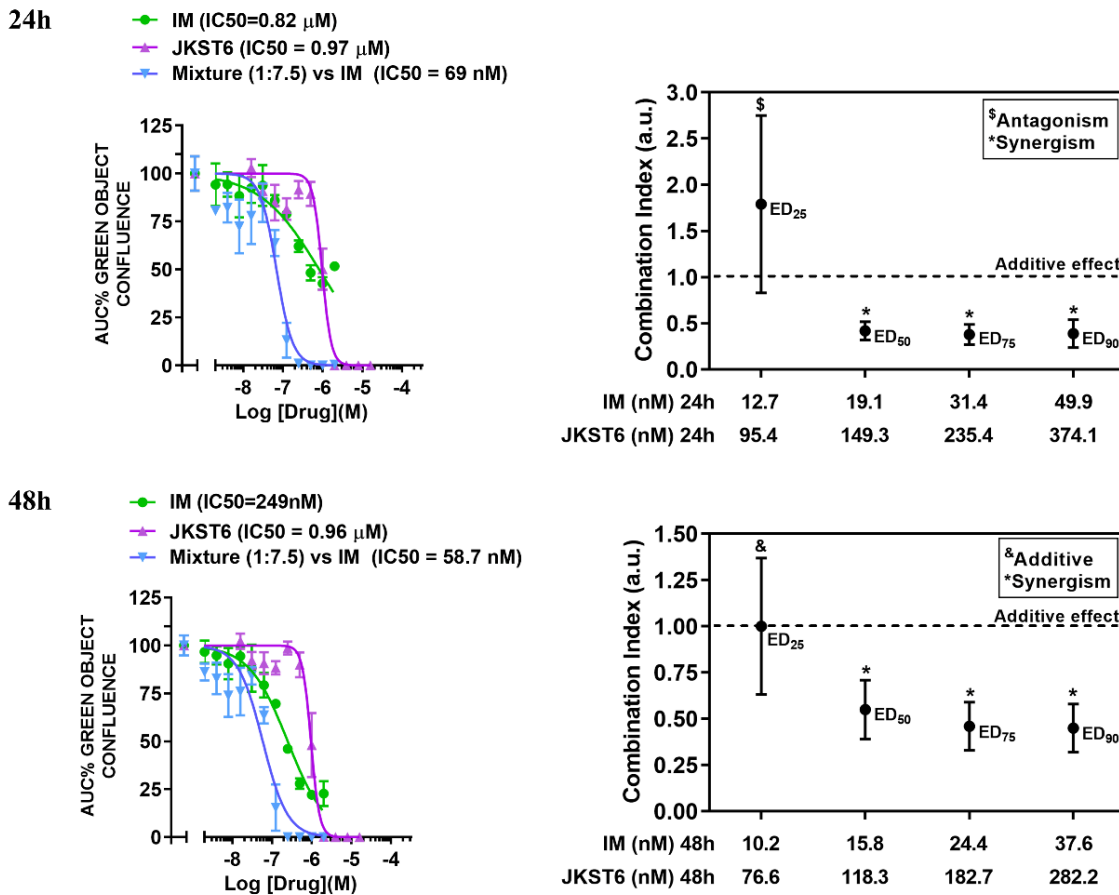 24h
IM (IC50=0.82 μM)
JKST6 (IC50 = 0.97 μM)
Mixture (1:7.5) vs IM (IC50 = 69 nM)
AUC% GREEN OBJECT
CONFLUENCE
125
100
75
50
25
0
-8 -7 -6 -5 -4
Log [Drug](M)
Combination Index (a.u.)
3.0
2.5
2.0
1.5
1.0
0.5
0.0
$Antagonism
*Synergism
$
ED25
Additive effect
* * *
ED50 ED75 ED90
IM (nM) 24h 12.7 19.1 31.4 49.9
JKST6 (nM) 24h 95.4 149.3 235.4 374.1
48h
IM (IC50=249nM)
JKST6 (IC50 = 0.96 μM)
Mixture (1:7.5) vs IM (IC50 = 58.7 nM)
AUC% GREEN OBJECT
CONFLUENCE
125
100
75
50
25
0
-8 -7 -6 -5 -4
Log [Drug](M)
Combination Index (a.u.)
1.50
1.25
1.00
0.75
0.50
0.25
0.00
&Additive
*Synergism
&
Additive effect
ED25
* * *
ED50 ED75 ED90
IM (nM) 48h 10.2 15.8 24.4 37.6
JKST6 (nM) 48h 76.6 118.3 182.7 282.2